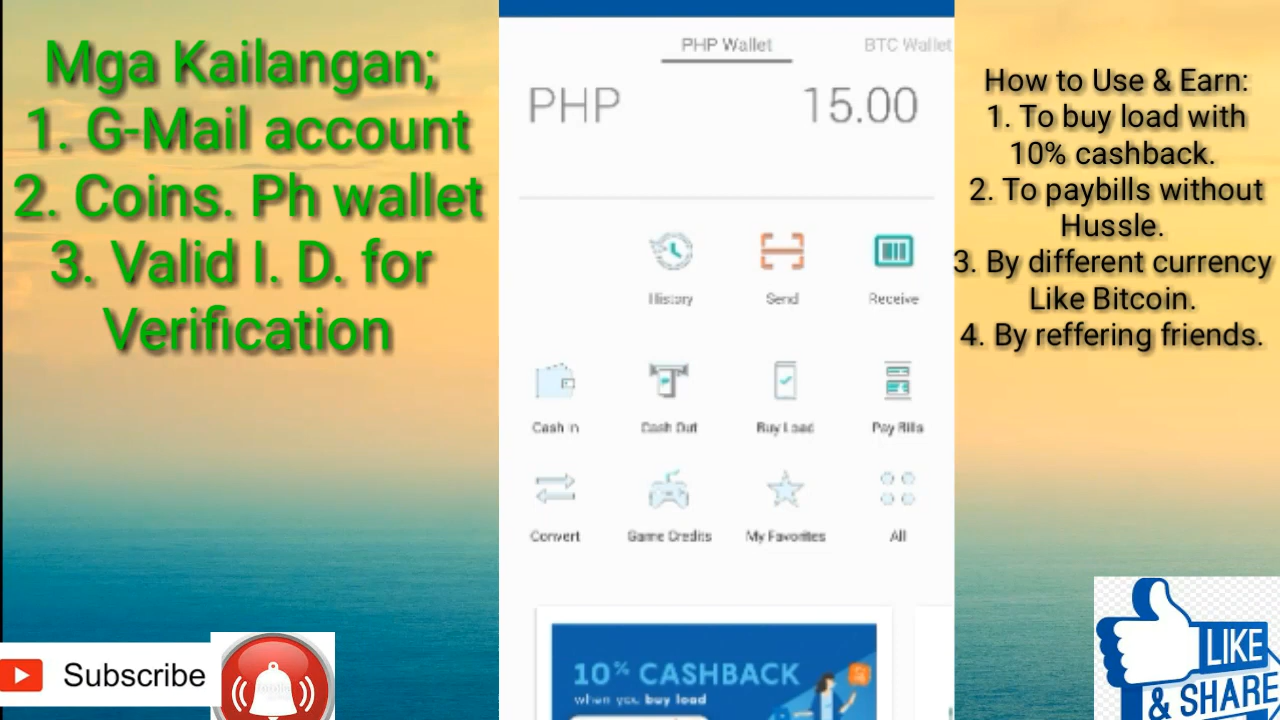 Mga Kailangan;
1. G-Mail account
2. Coins. Ph wallet
3. Valid I. D. for
Verification
Subscribe
PHP Wallet
BTC Wallet
PHP 15.00
History Send Receive
Cash In Cash Out Buy Load Pay Bills
Convert Game Credits My Favorites All
10% CASHBACK
when you buy load
How to Use & Earn:
1. To buy load with
10% cashback.
2. To paybills without
Hussle.
3. By different currency
Like Bitcoin.
4. By reffering friends.
LIKE
& SHARE